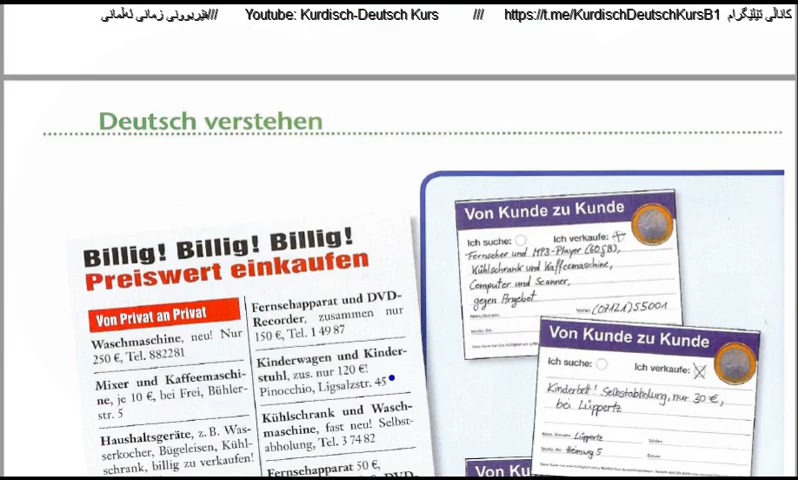 هێربوونی زمانی ئەڵمانی/// Youtube: Kurdisch-Deutsch Kurs /// https://t.me/KurdischDeutschKursB1 کاناڵی تێلێگرام
Deutsch verstehen
Billig! Billig! Billig!
Preiswert einkaufen
Von Privat an Privat
Waschmaschine, neu! Nur
250 €, Tel. 882281
Mixer und Kaffeemaschi-
ne, je 10 €, bei Frei, Bühler-
str. 5
Haushaltsgeräte, z. B. Was-
serkocher, Bügeleisen, Kühl-
schrank, billig zu verkaufen!
Fernsehapparat und DVD-
Recorder, zusammen nur
150 €, Tel. 1 49 87
Kinderwagen und Kinder-
stuhl, zus. nur 120 €!
Pinocchio, Ligsalzstr. 45
Kühlschrank und Wasch-
maschine, fast neu! Selbst-
abholung, Tel. 3 74 82
Fernsehapparat 50 €,
Von Kunde zu Kunde
Ich suche: Ich verkaufe:
Fernseher und MP3-Player (60 GB),
Kühlschrank und Kaffeemaschine,
Computer und Scanner,
gegen Angebot
(07121) 55001
Von Kunde zu Kunde
Ich suche: Ich verkaufe: X
Kinderbett! Selbstabholung, nur 30 €,
bei Lüppertz
Lüppertz
Von Ku